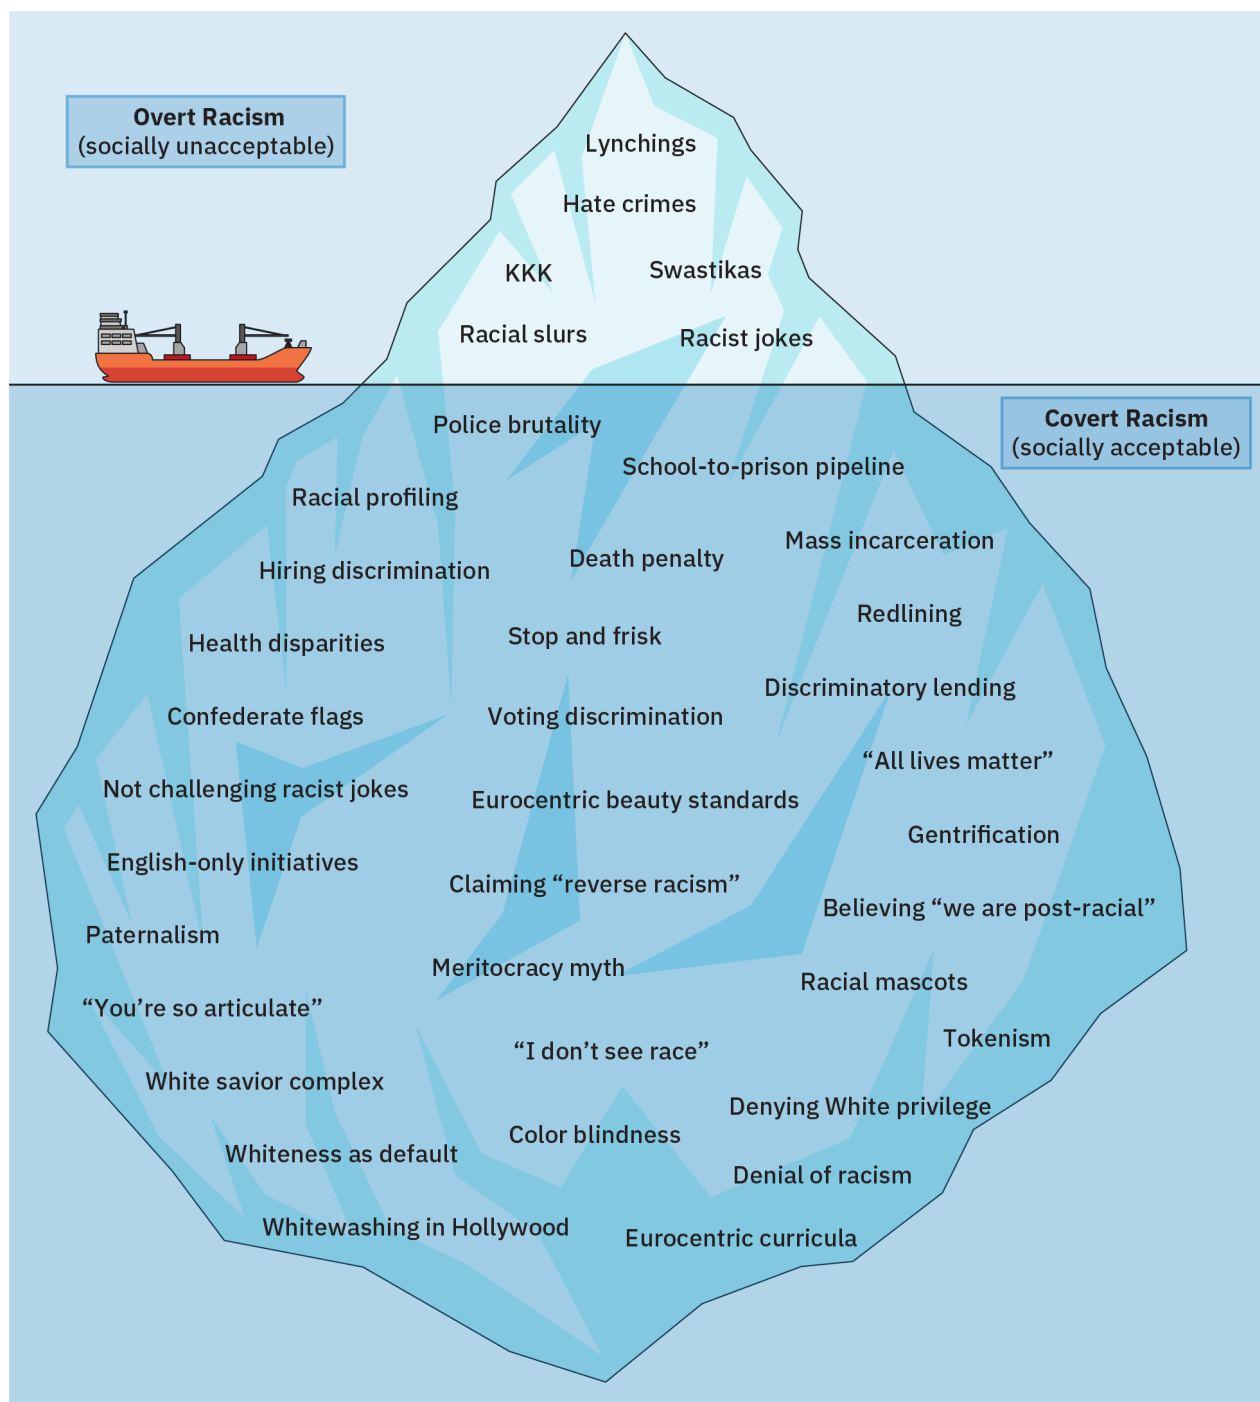 Overt Racism
(socially unacceptable)
Lynchings
Hate crimes
KKK
Swastikas
Racial slurs
Racist jokes
Covert Racism
(socially acceptable)
Police brutality
School-to-prison pipeline
Racial profiling
Mass incarceration
Death penalty
Hiring discrimination
Redlining
Stop and frisk
Health disparities
Discriminatory lending
Confederate flags
Voting discrimination
“All lives matter”
Not challenging racist jokes
Eurocentric beauty standards
Gentrification
English-only initiatives
Claiming “reverse racism”
Believing “we are post-racial”
Paternalism
Meritocracy myth
Racial mascots
“You’re so articulate”
Tokenism
“I don’t see race”
White savior complex
Denying White privilege
Color blindness
Whiteness as default
Denial of racism
Whitewashing in Hollywood
Eurocentric curricula